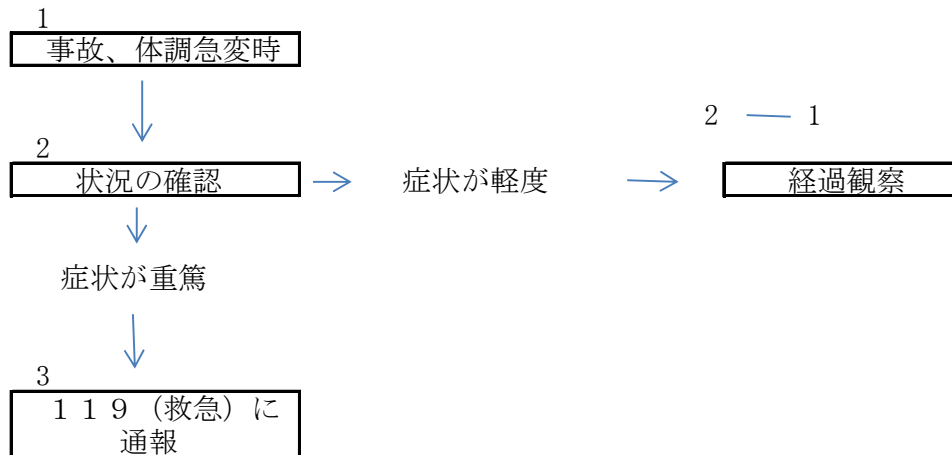 1
事故、体調急変時
2 ― 1
2
状況の確認
症状が軽度
経過観察
症状が重篤
3
119（救急）に
通報